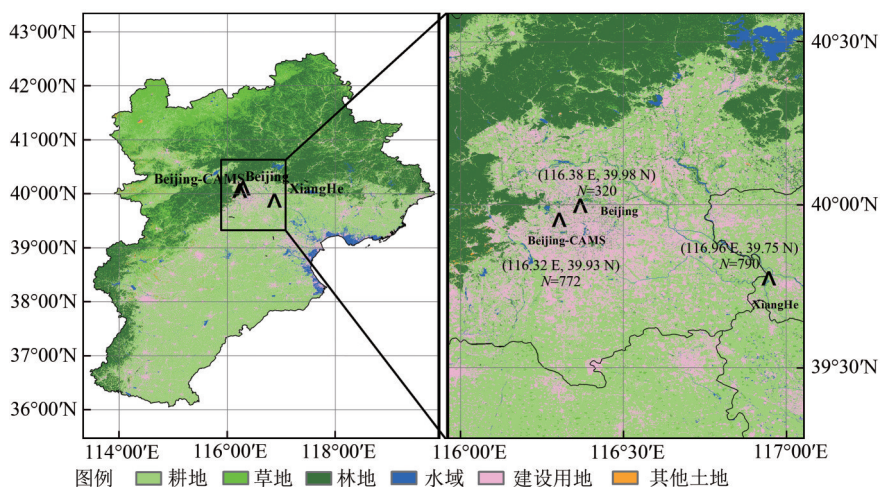 43°00′N
42°00′N
41°00′N
40°00′N
39°00′N
38°00′N
37°00′N
36°00′N
114°00′E
116°00′E
118°00′E
Beijing-CAMS
Beijing
XiangHe
40°30′N
40°00′N
39°30′N
116°00′E
116°30′E
117°00′E
(116.38 E, 39.98 N)
N=320
Beijing
Beijing-CAMS
(116.32 E, 39.93 N)
N=772
(116.96 E, 39.75 N)
N=790
XiangHe
图例 耕地 草地 林地 水域 建设用地 其他土地